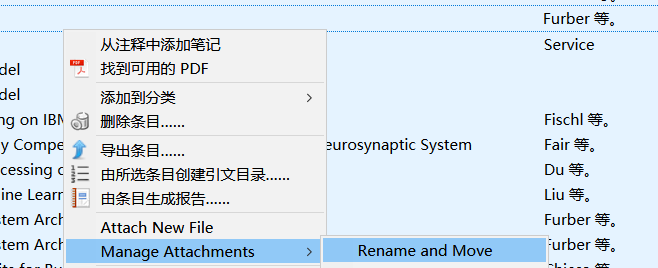 Furber 等。
从注释中添加笔记
Service
找到可用的 PDF
del
del
添加到分类
ng on IBM
删除条目......
Fischl 等。
y Compe
导出条目......
eurosynaptic System
Fair 等。
ocessing o
由所选条目创建引文目录......
Du 等。
ine Learn
由条目生成报告......
Liu 等。
stem Arch
Attach New File
Furber 等。
stem Arch
Manage Attachments
Rename and Move
Furber 等。